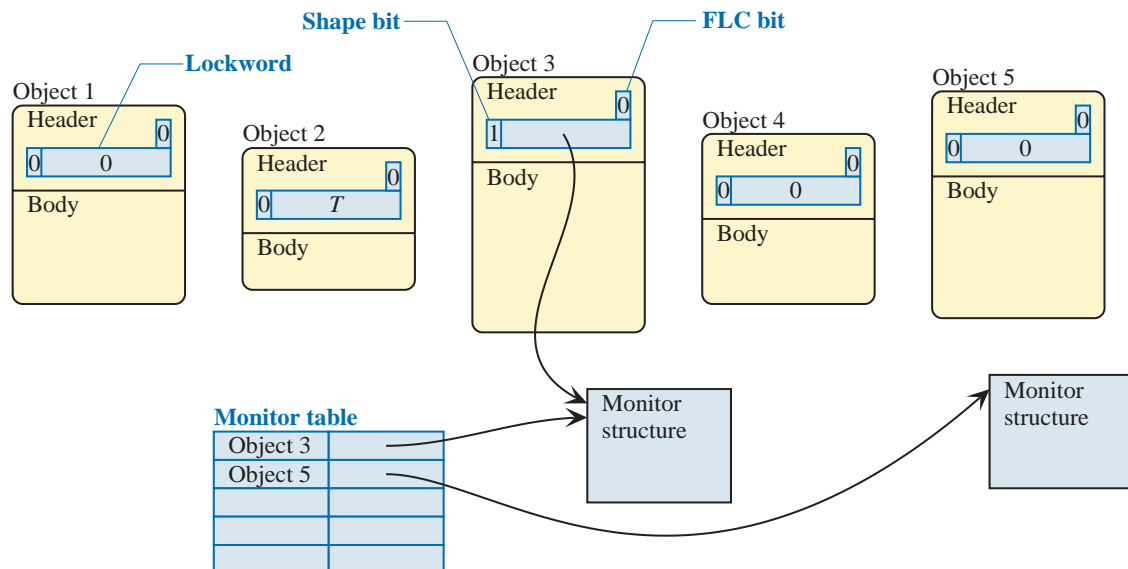 Shape bit
FLC bit
Lockword
Object 1
Header
0
0 0
Body
Object 2
Header
0
0 T
Body
Object 3
Header
0
1
Body
Object 4
Header
0
0 0
Body
Object 5
Header
0
0 0
Body
Monitor table
Object 3
Object 5
Monitor
structure
Monitor
structure